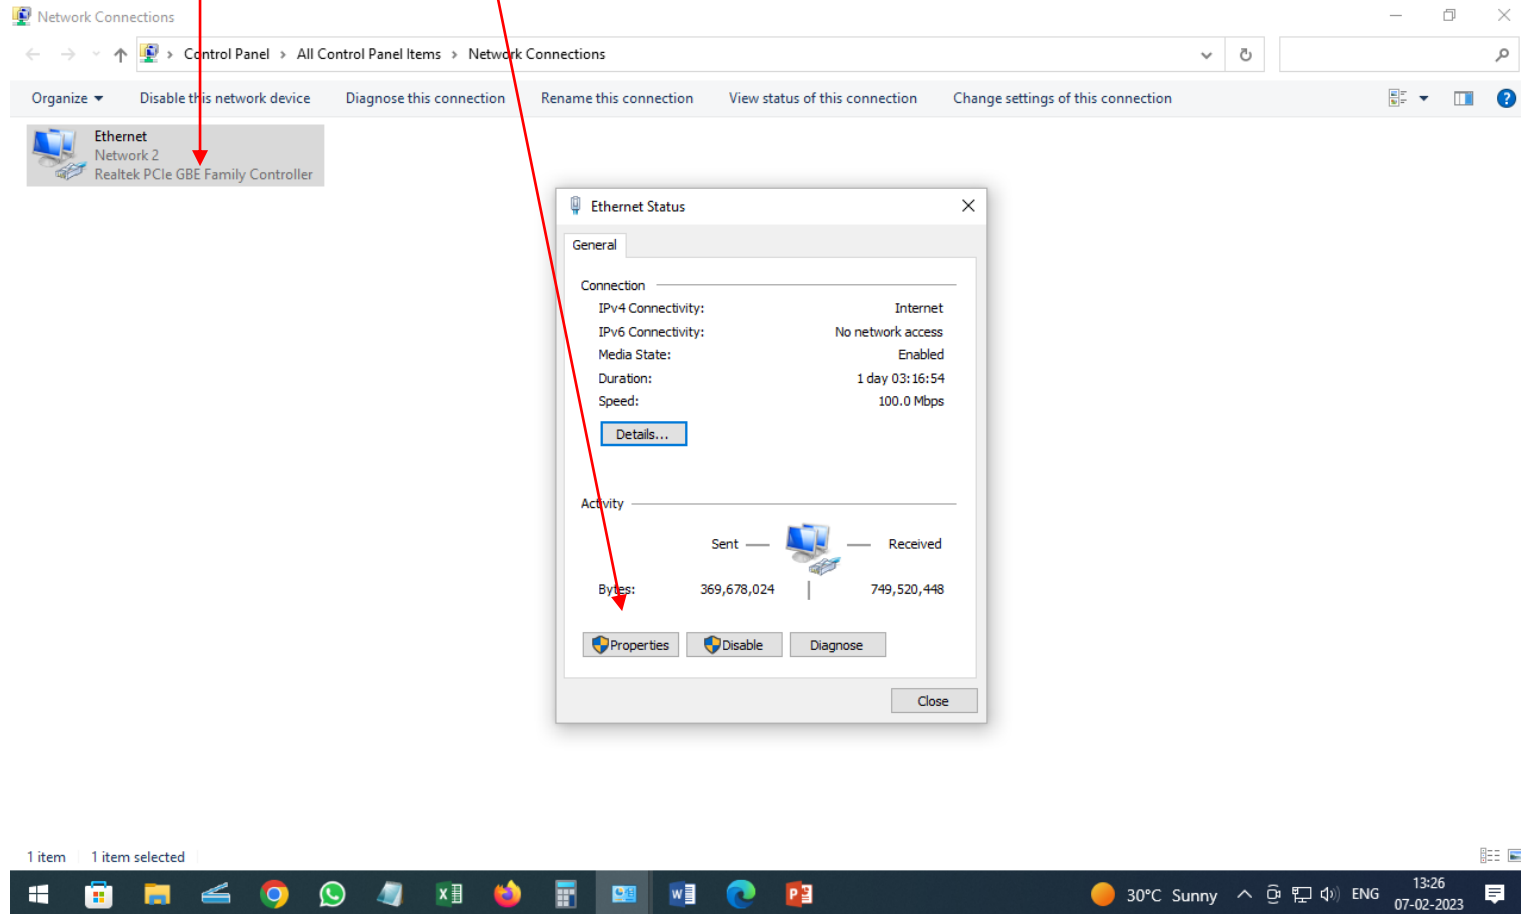 Network Connections
Control Panel > All Control Panel Items > Network Connections
Organize Disable this network device Diagnose this connection Rename this connection View status of this connection Change settings of this connection
Ethernet
Network 2
Realtek PCIe GBE Family Controller
Ethernet Status
General
Connection
IPv4 Connectivity: Internet
IPv6 Connectivity: No network access
Media State: Enabled
Duration: 1 day 03:16:54
Speed: 100.0 Mbps
Details...
Activity
Sent — — Received
Bytes: 369,678,024 | 749,520,448
Properties Disable Diagnose
Close
1 item 1 item selected
30°C Sunny ENG 13:26
07-02-2023